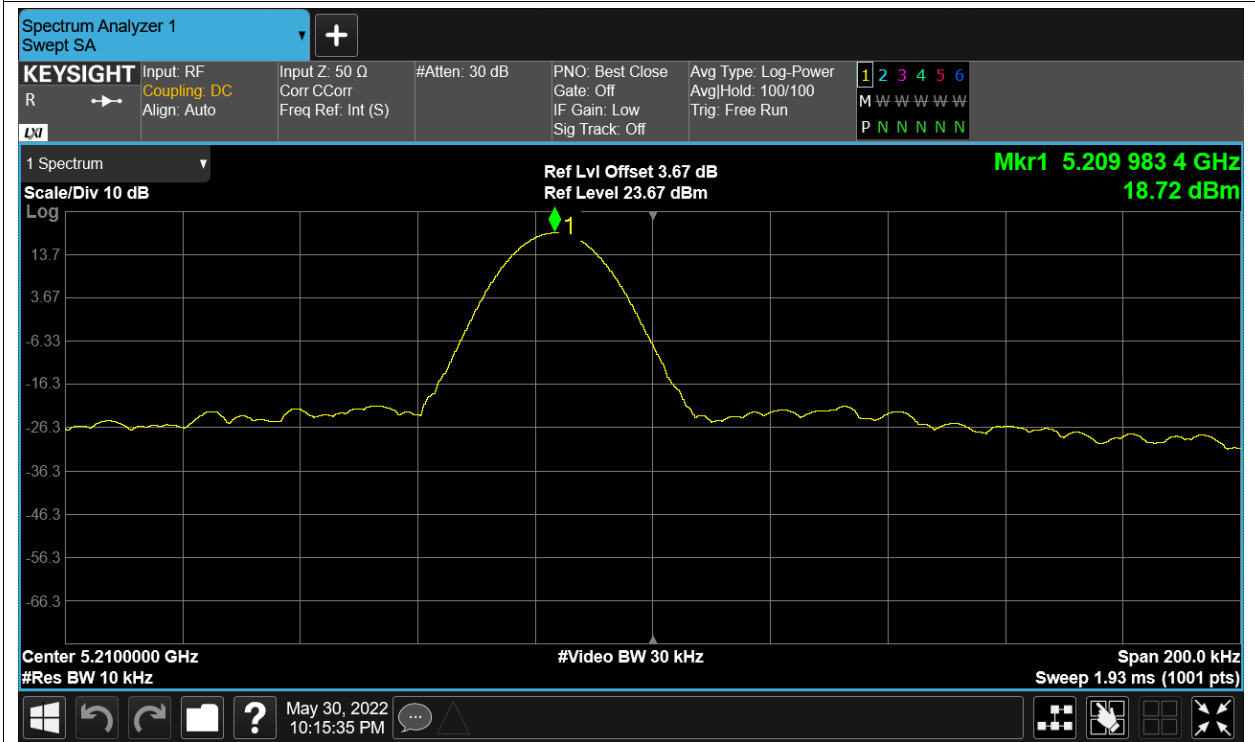 Spectrum Analyzer 1
Swept SA
+
KEYSIGHT
R
LXI
Input: RF
Coupling: DC
Align: Auto
Input Z: 50 Ω
Corr CCorr
Freq Ref: Int (S)
#Atten: 30 dB
PNO: Best Close
Gate: Off
IF Gain: Low
Sig Track: Off
Avg Type: Log-Power
Avg|Hold: 100/100
Trig: Free Run
1 2 3 4 5 6
M W W W W W
P N N N N N
1 Spectrum
Scale/Div 10 dB
Log
Ref Lvl Offset 3.67 dB
Ref Level 23.67 dBm
Mkr1 5.209 983 4 GHz
18.72 dBm
1
13.7
3.67
-6.33
-16.3
-26.3
-36.3
-46.3
-56.3
-66.3
Center 5.2100000 GHz
#Res BW 10 kHz
#Video BW 30 kHz
Span 200.0 kHz
Sweep 1.93 ms (1001 pts)
?
May 30, 2022
10:15:35 PM